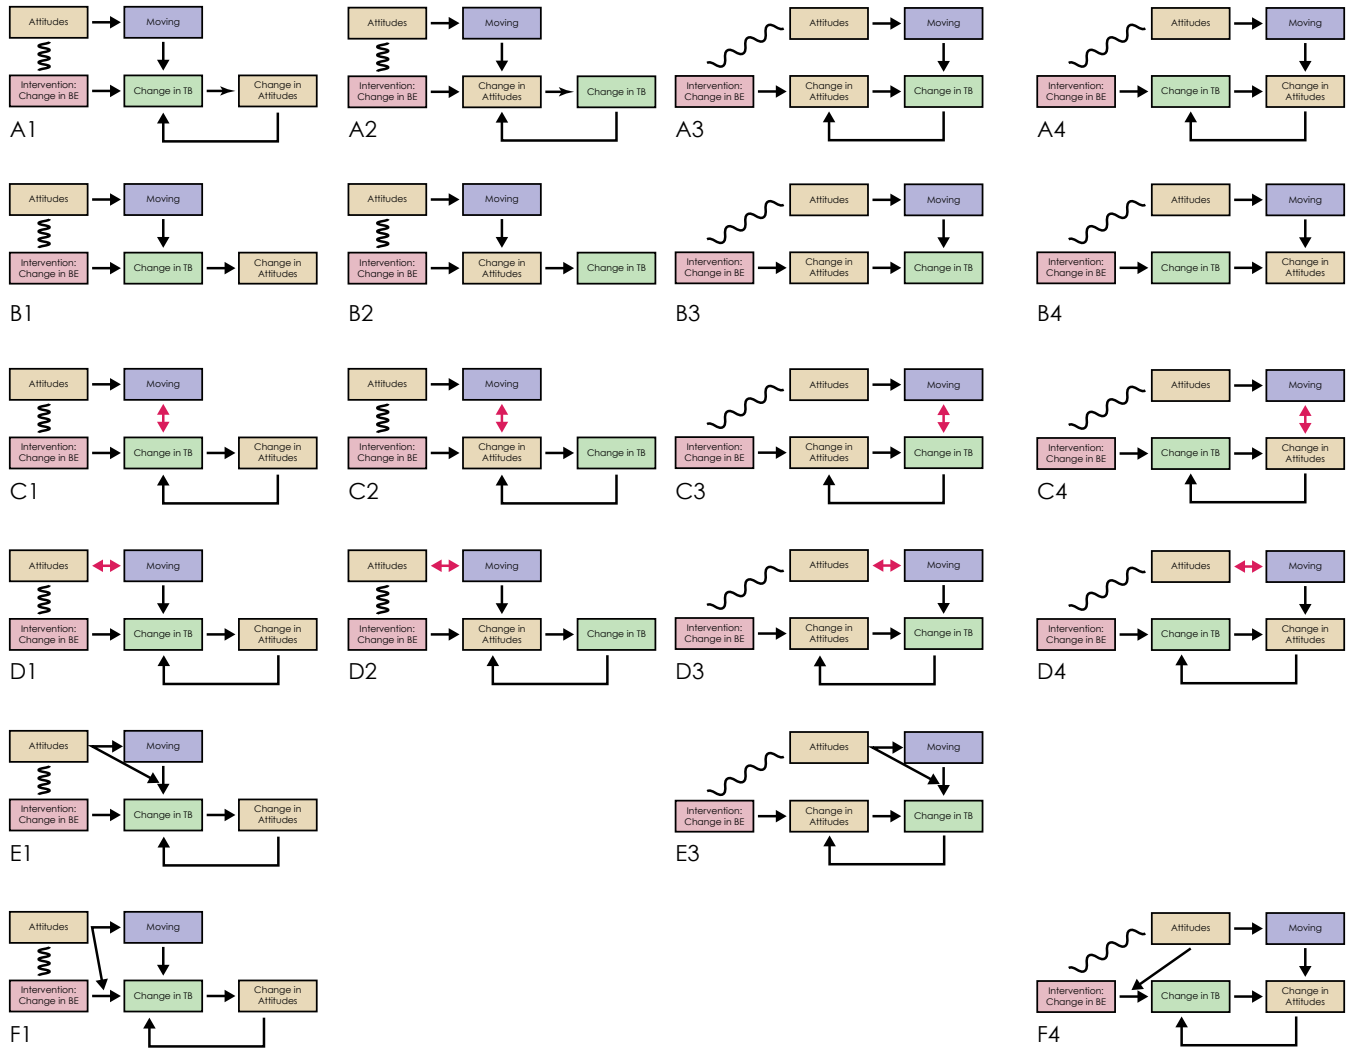 Attitudes
Moving
Intervention:
Change in BE
Change in TB
Change in
Attitudes
A1
Attitudes
Moving
Intervention:
Change in BE
Change in
Attitudes
Change in TB
A2
Attitudes
Moving
Intervention:
Change in BE
Change in
Attitudes
Change in TB
A3
Attitudes
Moving
Intervention:
Change in BE
Change in TB
Change in
Attitudes
A4
Attitudes
Moving
Intervention:
Change in BE
Change in TB
Change in
Attitudes
B1
Attitudes
Moving
Intervention:
Change in BE
Change in
Attitudes
Change in TB
B2
Attitudes
Moving
Intervention:
Change in BE
Change in
Attitudes
Change in TB
B3
Attitudes
Moving
Intervention:
Change in BE
Change in TB
Change in
Attitudes
B4
Attitudes
Moving
Intervention:
Change in BE
Change in TB
Change in
Attitudes
C1
Attitudes
Moving
Intervention:
Change in BE
Change in
Attitudes
Change in TB
C2
Attitudes
Moving
Intervention:
Change in BE
Change in
Attitudes
Change in TB
C3
Attitudes
Moving
Intervention:
Change in BE
Change in TB
Change in
Attitudes
C4
Attitudes
Moving
Intervention:
Change in BE
Change in TB
Change in
Attitudes
D1
Attitudes
Moving
Intervention:
Change in BE
Change in
Attitudes
Change in TB
D2
Attitudes
Moving
Intervention:
Change in BE
Change in
Attitudes
Change in TB
D3
Attitudes
Moving
Intervention:
Change in BE
Change in TB
Change in
Attitudes
D4
Attitudes
Moving
Intervention:
Change in BE
Change in TB
Change in
Attitudes
E1
Attitudes
Moving
Intervention:
Change in BE
Change in
Attitudes
Change in TB
E3
Attitudes
Moving
Intervention:
Change in BE
Change in TB
Change in
Attitudes
F1
Attitudes
Moving
Intervention:
Change in BE
Change in TB
Change in
Attitudes
F4